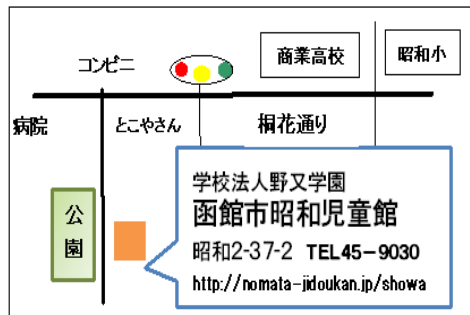 商業高校
昭和小
コンビニ
病院
とこやさん
桐花通り
公園
学校法人野又学園
函館市昭和児童館
昭和2-37-2 TEL45-9030
http://nomata-jidoukan.jp/showa